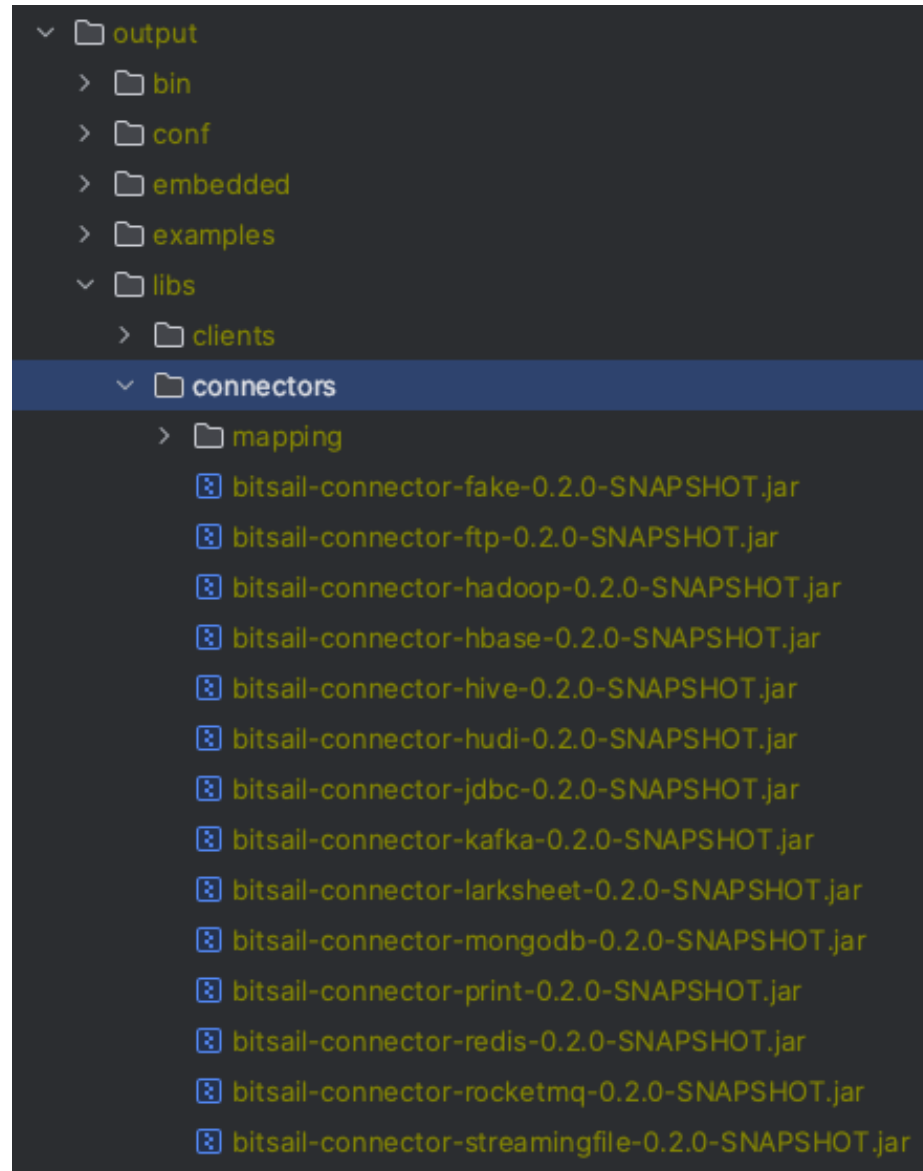 output
bin
conf
embedded
examples
libs
clients
connectors
mapping
bitsail-connector-fake-0.2.0-SNAPSHOT.jar
bitsail-connector-ftp-0.2.0-SNAPSHOT.jar
bitsail-connector-hadoop-0.2.0-SNAPSHOT.jar
bitsail-connector-hbase-0.2.0-SNAPSHOT.jar
bitsail-connector-hive-0.2.0-SNAPSHOT.jar
bitsail-connector-hudi-0.2.0-SNAPSHOT.jar
bitsail-connector-jdbc-0.2.0-SNAPSHOT.jar
bitsail-connector-kafka-0.2.0-SNAPSHOT.jar
bitsail-connector-larksheet-0.2.0-SNAPSHOT.jar
bitsail-connector-mongodb-0.2.0-SNAPSHOT.jar
bitsail-connector-print-0.2.0-SNAPSHOT.jar
bitsail-connector-redis-0.2.0-SNAPSHOT.jar
bitsail-connector-rocketmq-0.2.0-SNAPSHOT.jar
bitsail-connector-streamingfile-0.2.0-SNAPSHOT.jar